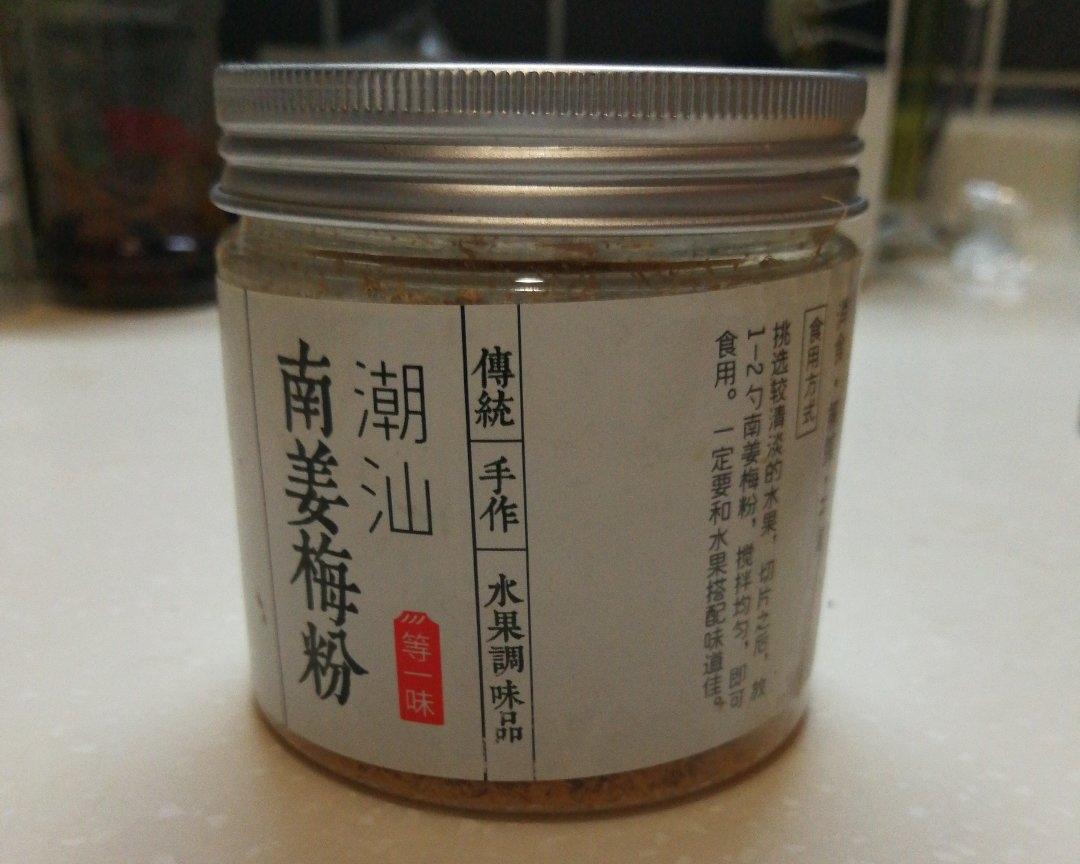 食用方式
挑选较清淡的水果，切片之后，放
1-2勺南姜梅粉，搅拌均匀，即可
食用。一定要和水果搭配味道佳。
傳統 手作 水果調味品
潮汕
南姜梅粉
等一味